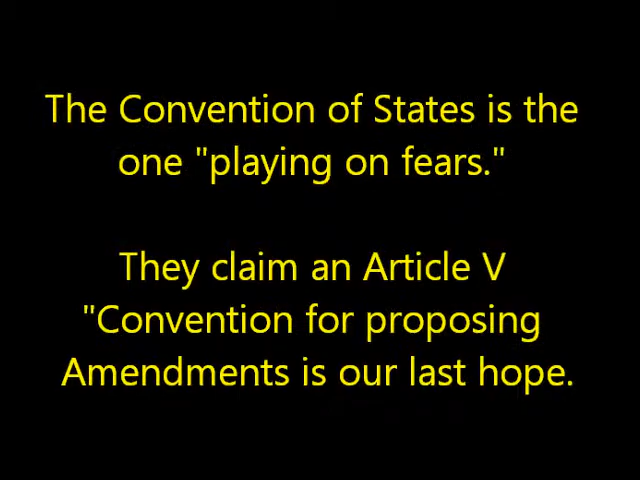 The Convention of States is the
one "playing on fears."
They claim an Article V
"Convention for proposing
Amendments is our last hope.